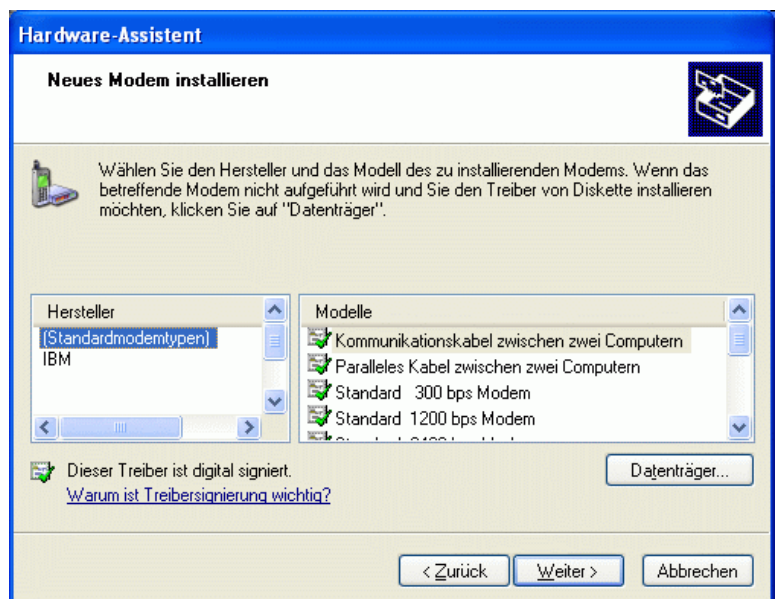 Hardware-Assistent
Neues Modem installieren
Wählen Sie den Hersteller und das Modell des zu installierenden Modems. Wenn das
betreffende Modem nicht aufgeführt wird und Sie den Treiber von Diskette installieren
möchten, klicken Sie auf "Datenträger".
Hersteller
(Standardmodemtypen)
IBM
Modelle
Kommunikationskabel zwischen zwei Computern
Paralleles Kabel zwischen zwei Computern
Standard 300 bps Modem
Standard 1200 bps Modem
Dieser Treiber ist digital signiert.
Warum ist Treibersignierung wichtig?
Datenträger...
< Zurück
Weiter >
Abbrechen